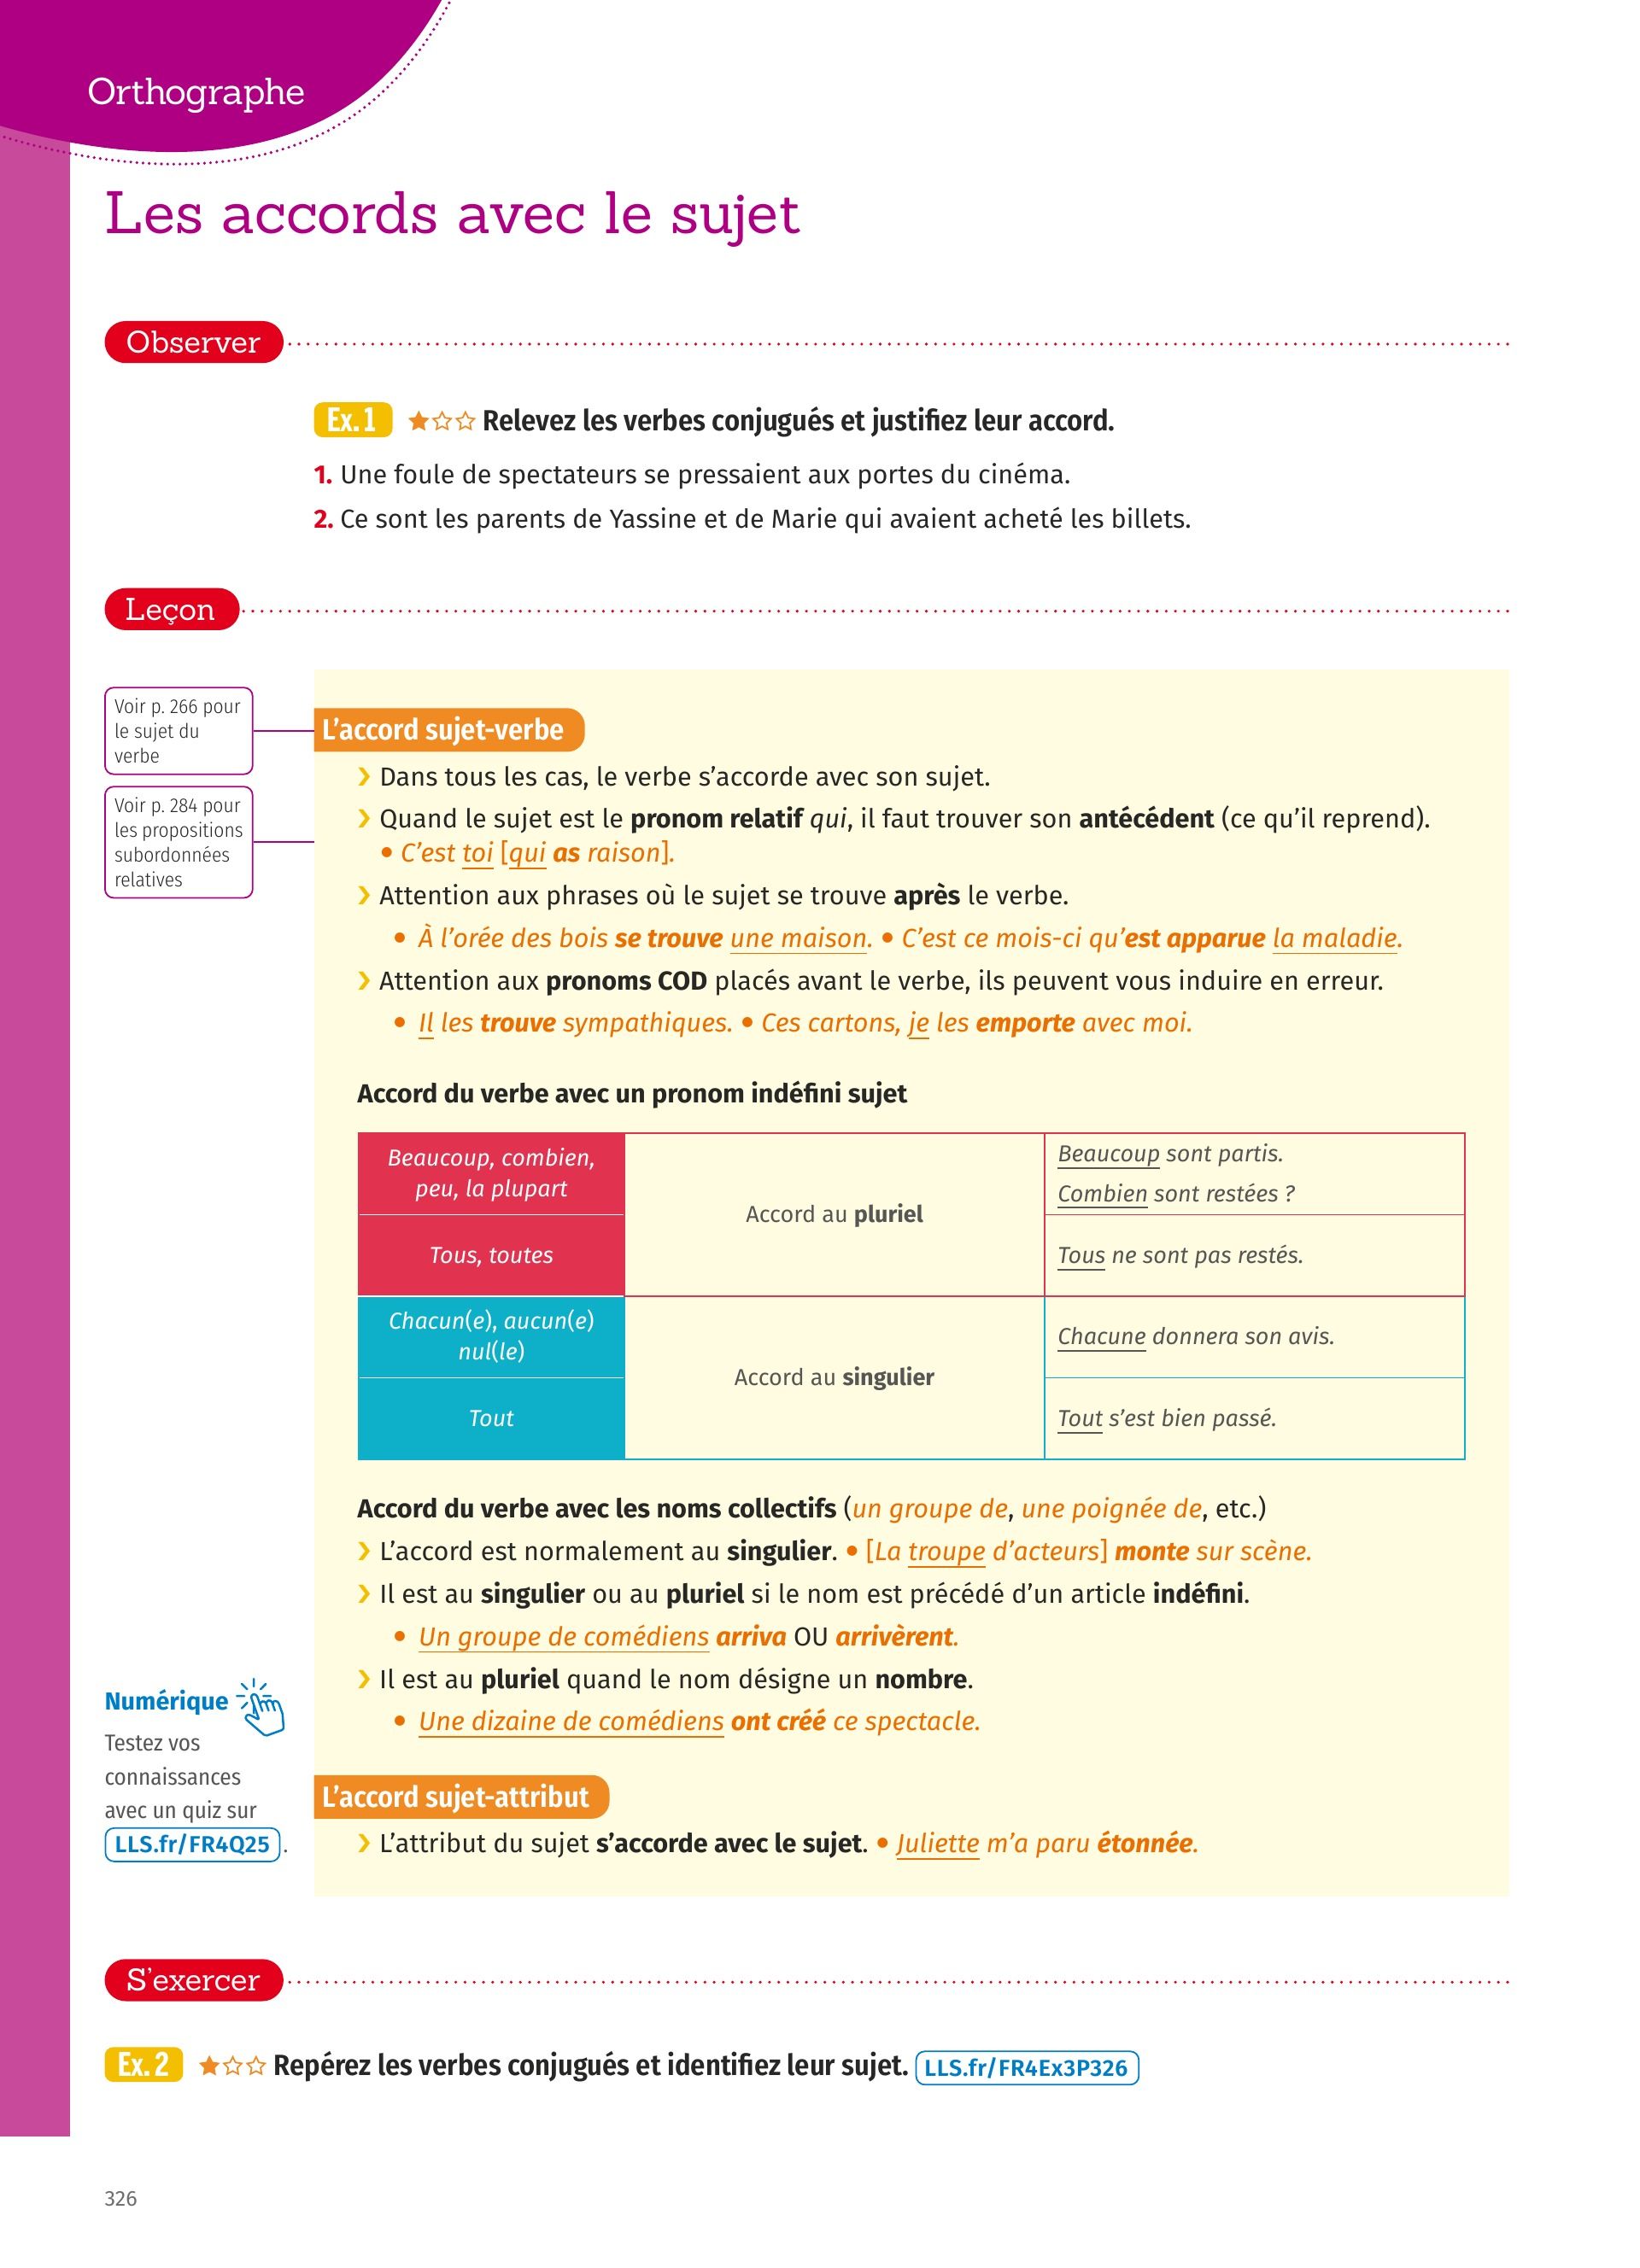 Orthographe
Les accords avec le sujet
Observer
Ex. 1 Relevez les verbes conjugués et justifiez leur accord.
1. Une foule de spectateurs se pressaient aux portes du cinéma.
2. Ce sont les parents de Yassine et de Marie qui avaient acheté les billets.
Leçon
Voir p. 266 pour
le sujet du
verbe
Voir p. 284 pour
les propositions
subordonnées
relatives
L'accord sujet-verbe
› Dans tous les cas, le verbe s'accorde avec son sujet.
› Quand le sujet est le pronom relatif qui, il faut trouver son antécédent (ce qu'il reprend).
• C'est toi [qui as raison].
› Attention aux phrases où le sujet se trouve après le verbe.
• À l'orée des bois se trouve une maison. • C'est ce mois-ci qu'est apparue la maladie.
› Attention aux pronoms COD placés avant le verbe, ils peuvent vous induire en erreur.
• Il les trouve sympathiques. • Ces cartons, je les emporte avec moi.
Accord du verbe avec un pronom indéfini sujet
Beaucoup, combien,
peu, la plupart
Tous, toutes
Accord au pluriel
Beaucoup sont partis.
Combien sont restées ?
Tous ne sont pas restés.
Chacun(e), aucun(e)
nul(le)
Tout
Accord au singulier
Chacune donnera son avis.
Tout s'est bien passé.
Accord du verbe avec les noms collectifs (un groupe de, une poignée de, etc.)
› L'accord est normalement au singulier. • [La troupe d'acteurs] monte sur scène.
› Il est au singulier ou au pluriel si le nom est précédé d'un article indéfini.
• Un groupe de comédiens arriva OU arrivèrent.
› Il est au pluriel quand le nom désigne un nombre.
• Une dizaine de comédiens ont créé ce spectacle.
Numérique
Testez vos
connaissances
avec un quiz sur
LLS.fr/FR4Q25.
L'accord sujet-attribut
› L'attribut du sujet s'accorde avec le sujet. • Juliette m'a paru étonnée.
S'exercer
Ex. 2 Repérez les verbes conjugués et identifiez leur sujet. LLS.fr/FR4Ex3P326
326